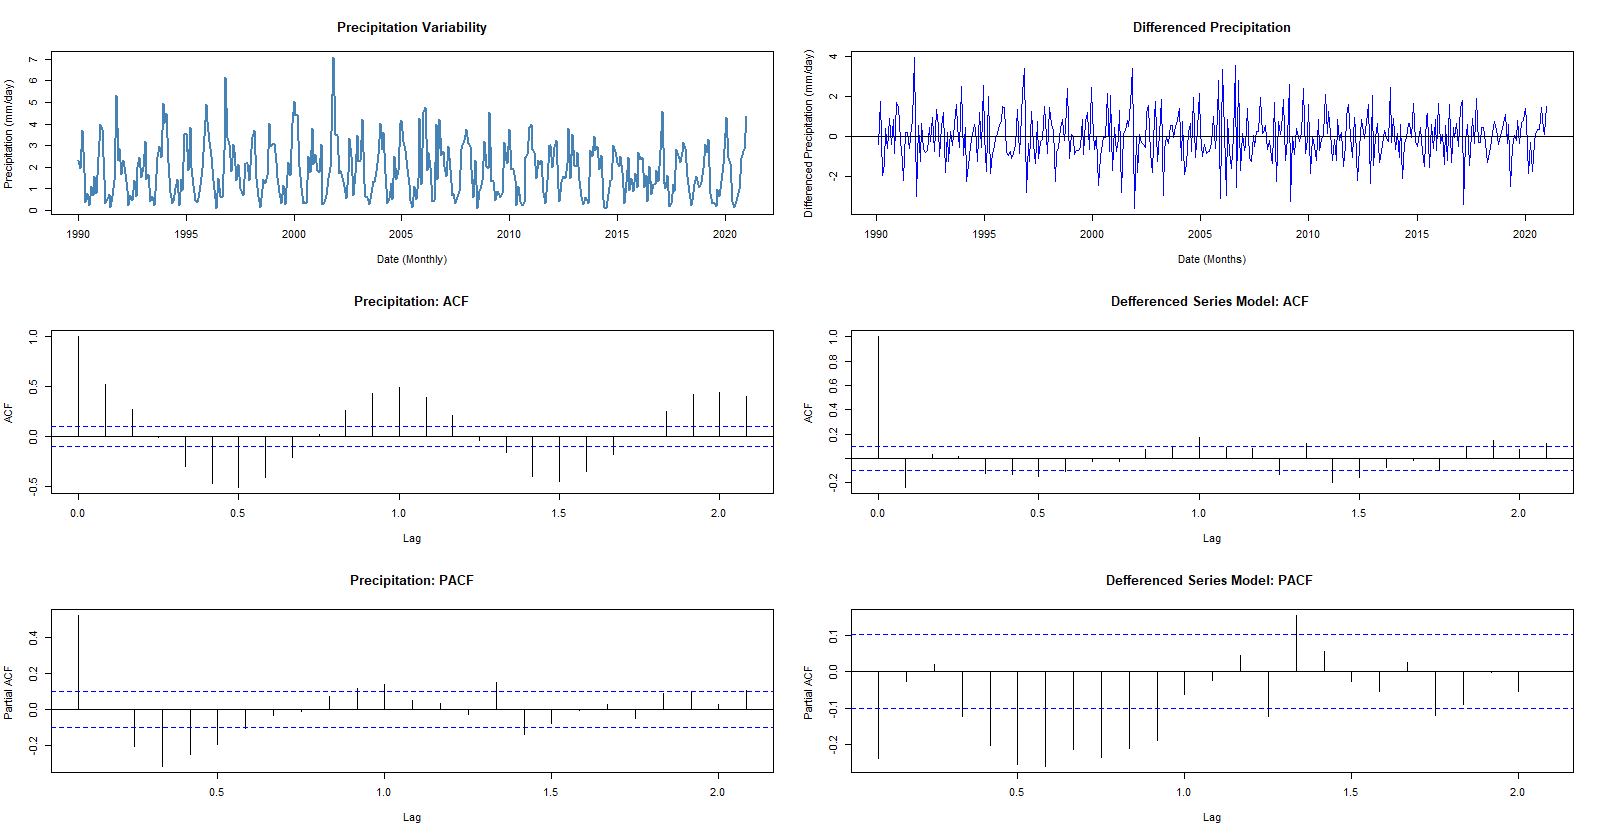 Precipitation Variability
Precipitation (mm/day)
0 1 2 3 4 5 6 7
1990 1995 2000 2005 2010 2015 2020
Date (Monthly)
Differenced Precipitation
Differenced Precipitation (mm/day)
-2 0 2 4
1990 1995 2000 2005 2010 2015 2020
Date (Months)
Precipitation: ACF
ACF
-0.5 0.0 0.5 1.0
0.0 0.5 1.0 1.5 2.0
Lag
Defferenced Series Model: ACF
ACF
-0.2 0.2 0.4 0.6 0.8 1.0
0.0 0.5 1.0 1.5 2.0
Lag
Precipitation: PACF
Partial ACF
-0.2 0.0 0.2 0.4
0.5 1.0 1.5 2.0
Lag
Defferenced Series Model: PACF
Partial ACF
-0.2 -0.1 0.0 0.1
0.5 1.0 1.5 2.0
Lag